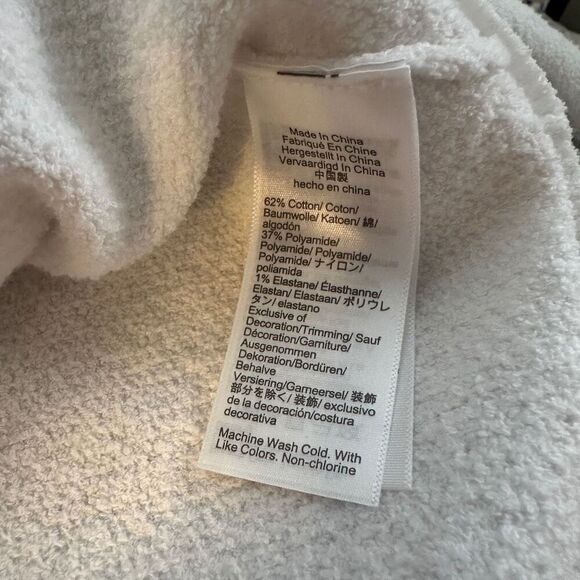 Made In China
Fabriqué En Chine
Hergestellt In China
Vervaardigd In China
中国製
hecho en china
62% Cotton/ Coton/
Baumwolle/ Katoen/ 綿/
algodón
37% Polyamide/
Polyamide/ Polyamide/
Polyamide/ ナイロン/
poliamida
1% Elastane/ Élasthanne/
Elastan/ Elastaan/ ポリウレ
タン/ elastano
Exclusive of
Decoration/Trimming/ Sauf
Décoration/Garniture/
Ausgenommen
Dekoration/Bordüren/
Behalve
Versiering/Garneersel/ 装飾
部分を除く/ 装飾/ exclusivo
de la decoración/costura
decorativa
Machine Wash Cold. With
Like Colors. Non-chlorine